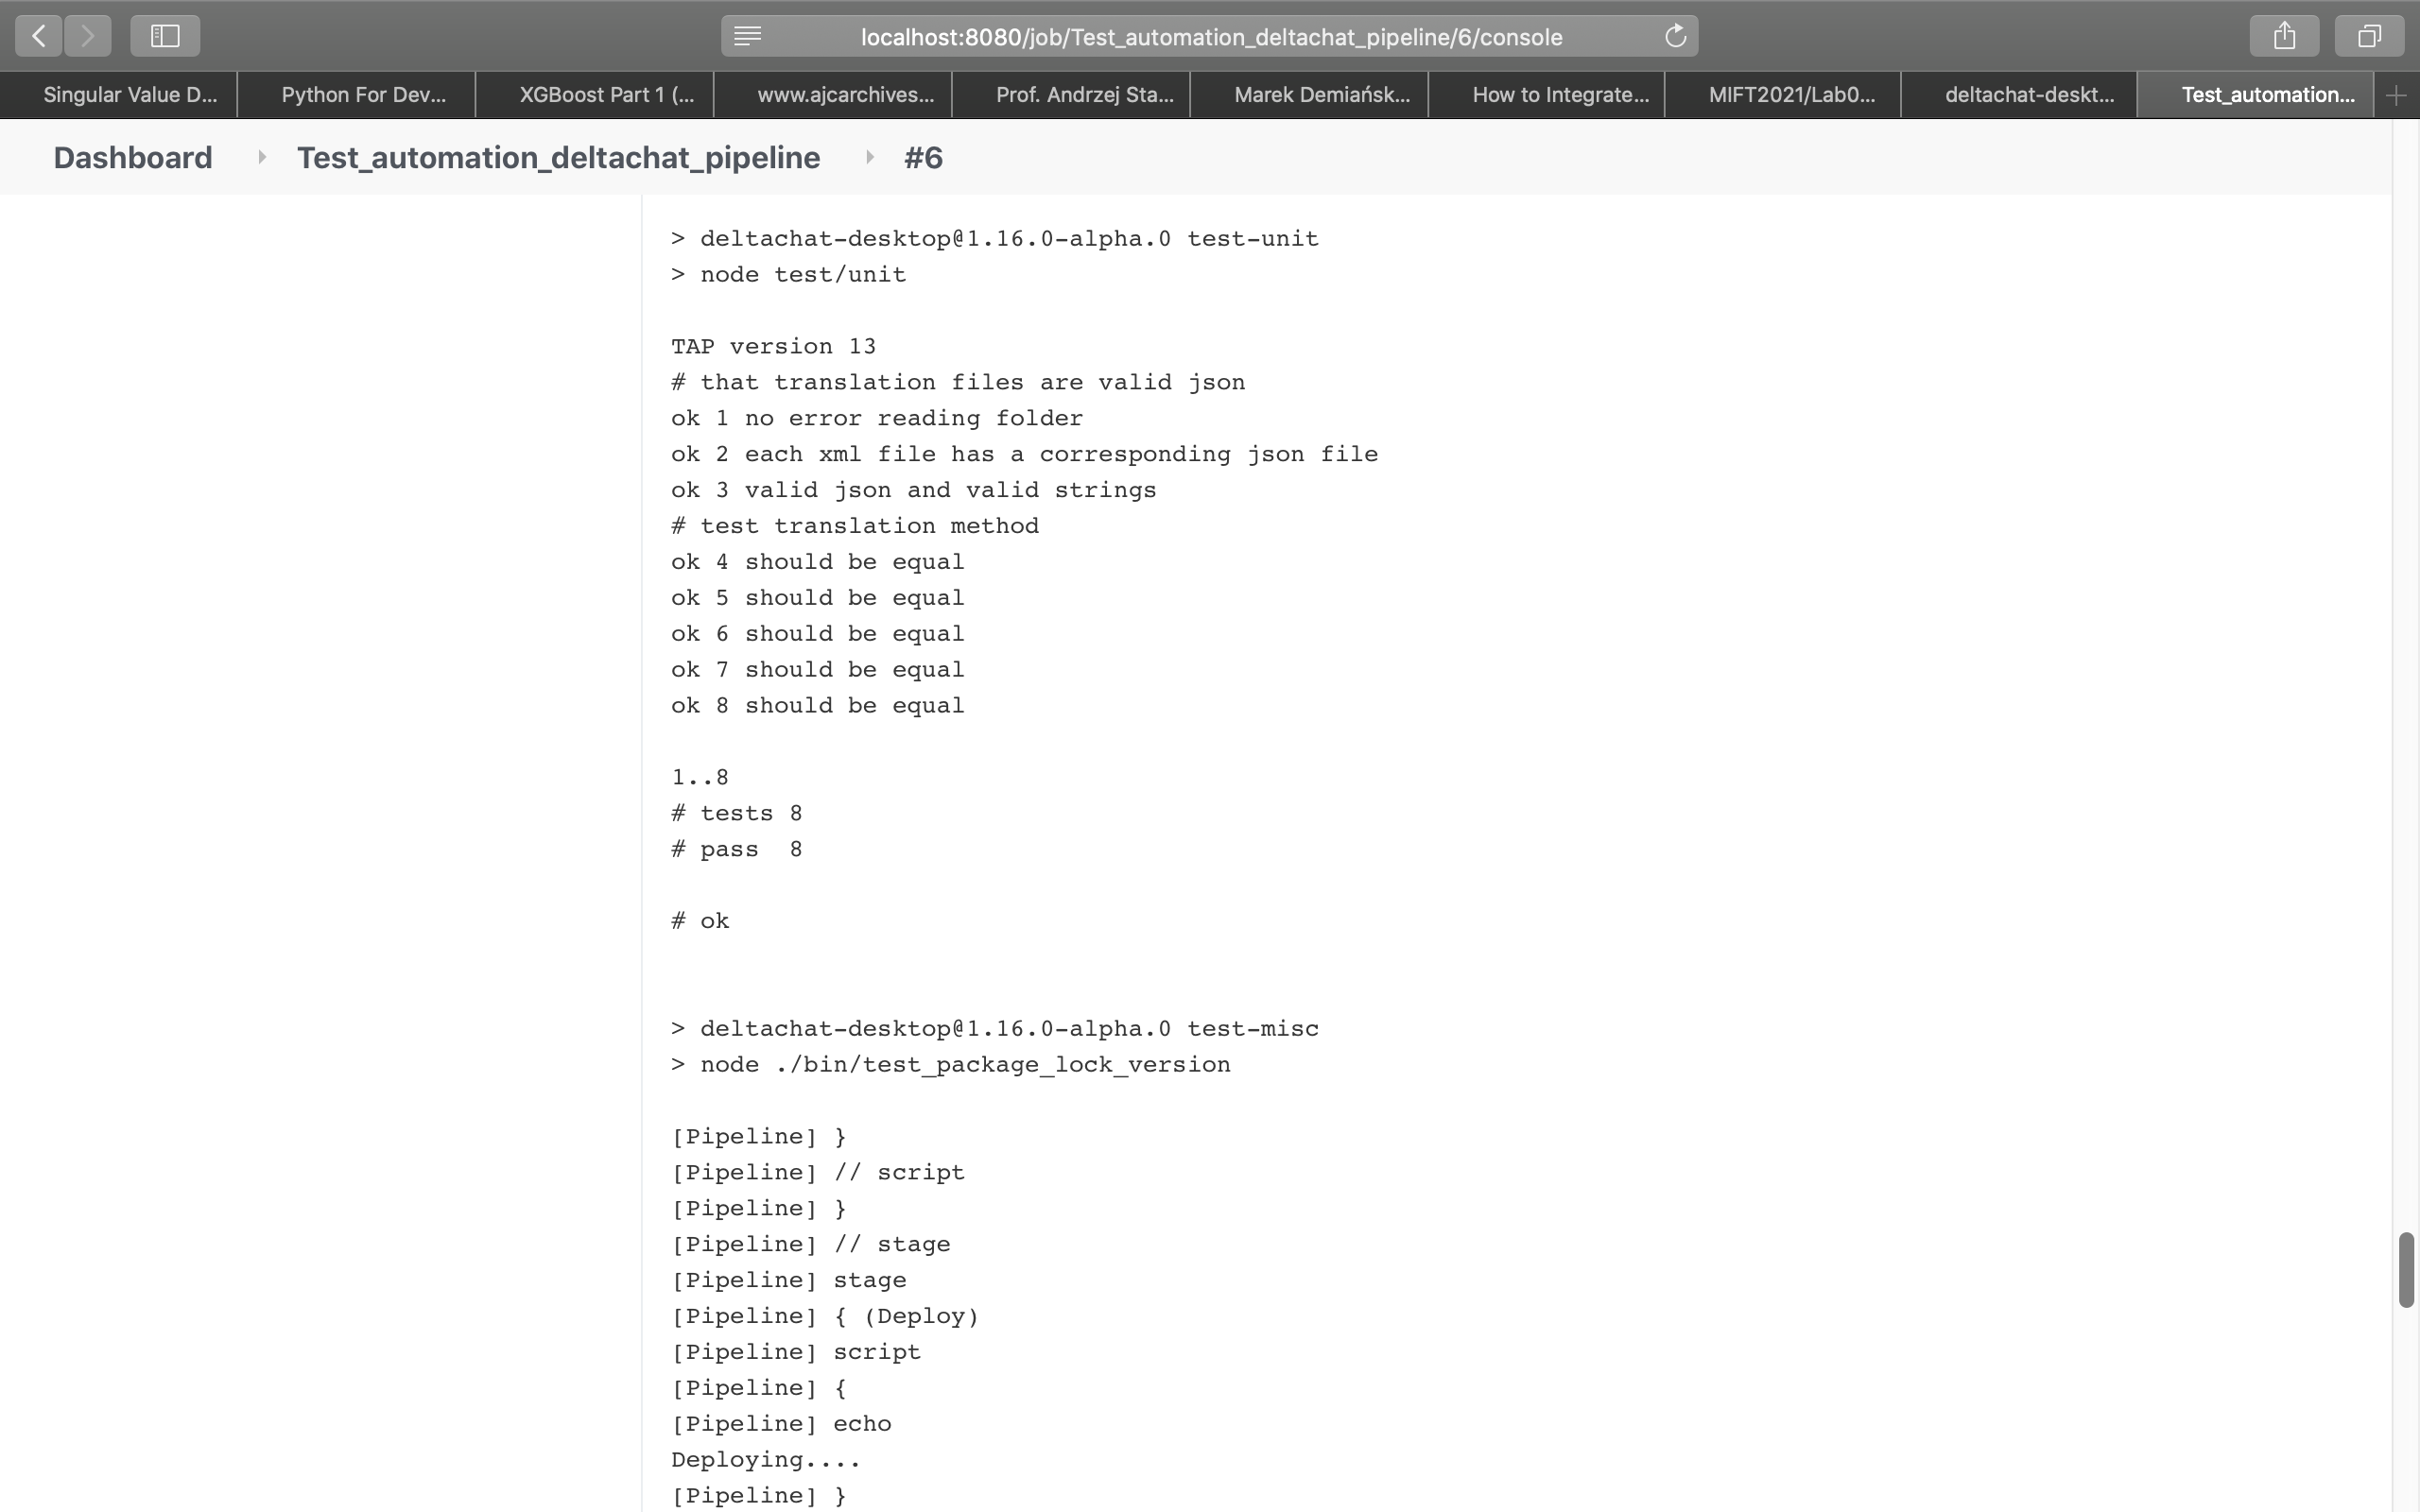 localhost:8080/job/Test_automation_deltachat_pipeline/6/console
Singular Value D...
Python For Dev...
XGBoost Part 1 (...
www.ajcarchives...
Prof. Andrzej Sta...
Marek Demiańsk...
How to Integrate...
MIFT2021/Lab0...
deltachat-deskt...
Test_automation...
Dashboard
Test_automation_deltachat_pipeline
#6
> deltachat-desktop@1.16.0-alpha.0 test-unit
> node test/unit
TAP version 13
# that translation files are valid json
ok 1 no error reading folder
ok 2 each xml file has a corresponding json file
ok 3 valid json and valid strings
# test translation method
ok 4 should be equal
ok 5 should be equal
ok 6 should be equal
ok 7 should be equal
ok 8 should be equal
1..8
# tests 8
# pass  8
# ok
> deltachat-desktop@1.16.0-alpha.0 test-misc
> node ./bin/test_package_lock_version
[Pipeline] }
[Pipeline] // script
[Pipeline] }
[Pipeline] // stage
[Pipeline] stage
[Pipeline] { (Deploy)
[Pipeline] script
[Pipeline] {
[Pipeline] echo
Deploying....
[Pipeline] }